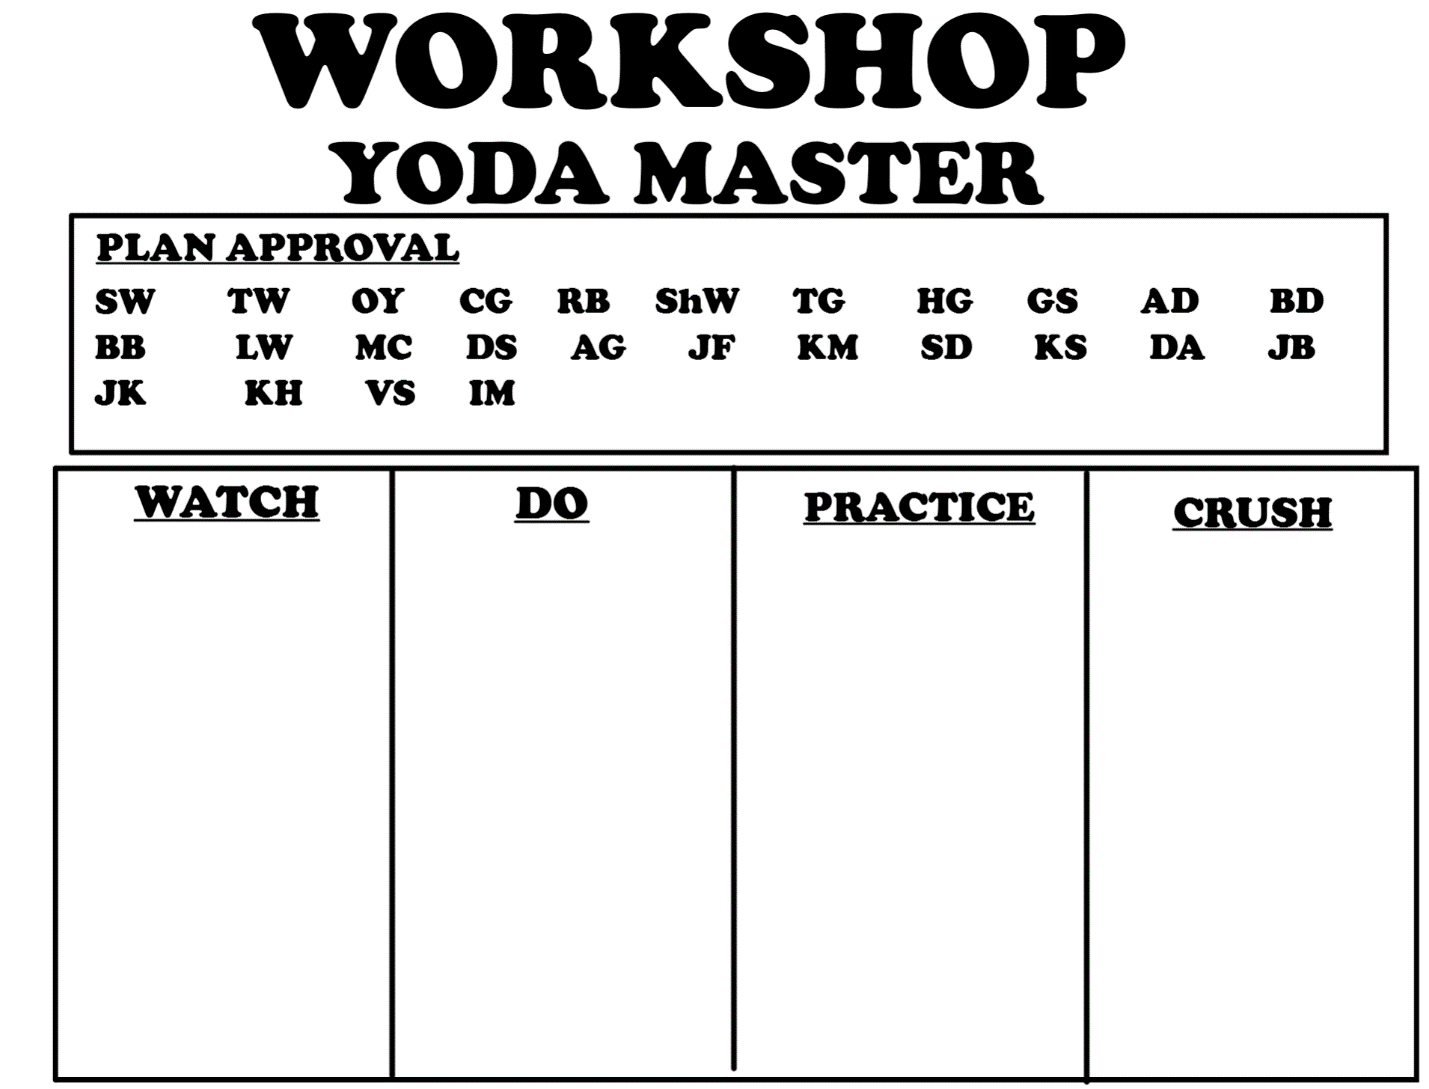 WORKSHOP
YODA MASTER
PLAN APPROVAL
SW TW OY CG RB ShW TG HG GS AD BD
BB LW MC DS AG JF KM SD KS DA JB
JK KH VS IM
WATCH DO PRACTICE CRUSH